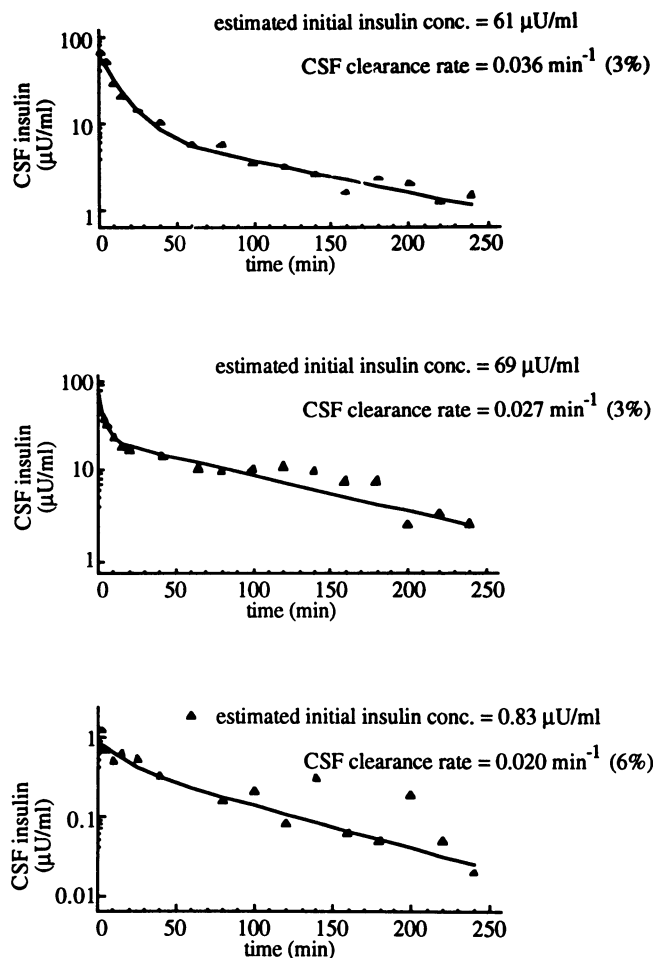 estimated initial insulin conc. = 61 µU/ml
CSF clearance rate = 0.036 min⁻¹ (3%)
100
10
1
CSF insulin
(µU/ml)
0 50 100 150 200 250
time (min)
estimated initial insulin conc. = 69 µU/ml
CSF clearance rate = 0.027 min⁻¹ (3%)
100
10
1
CSF insulin
(µU/ml)
0 50 100 150 200 250
time (min)
estimated initial insulin conc. = 0.83 µU/ml
CSF clearance rate = 0.020 min⁻¹ (6%)
1
0.1
0.01
CSF insulin
(µU/ml)
0 50 100 150 200 250
time (min)